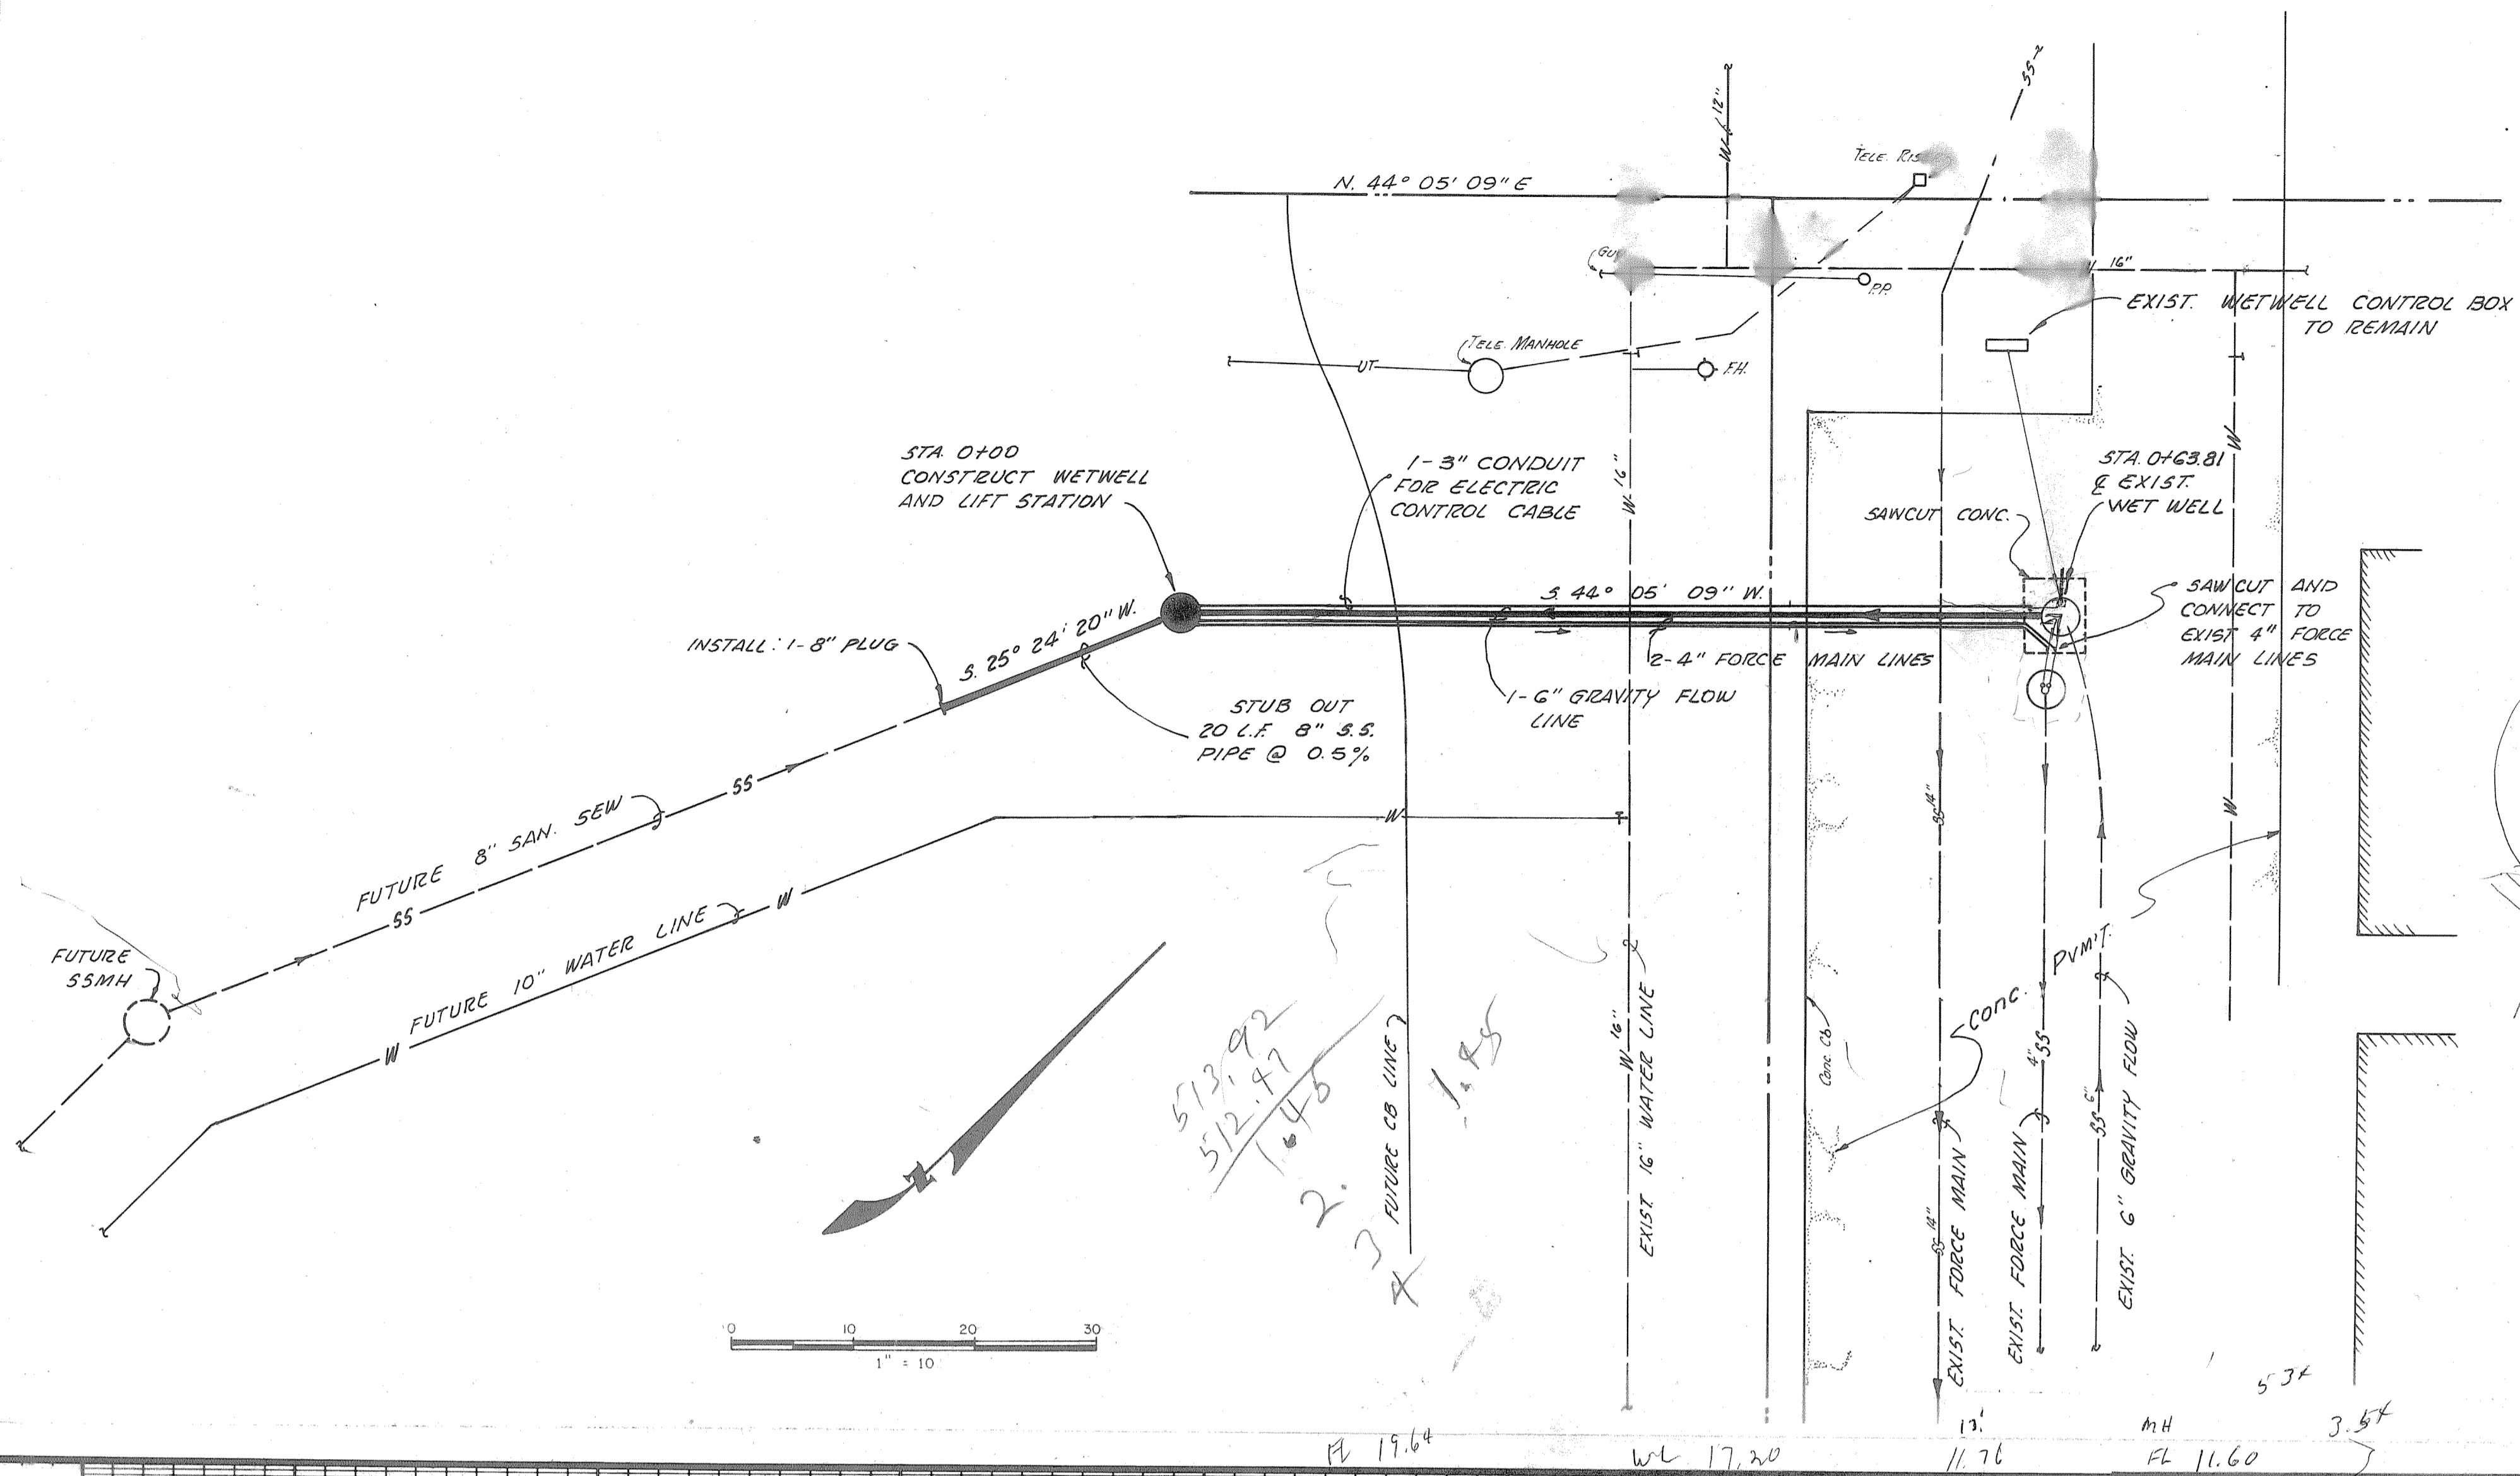 SS
W 12"
TELE.
N. 44° 05' 09" E
16"
P.P.
EXIST. WETWELL CONTROL BOX
TO REMAIN
TELE. MANHOLE
UT
F.H.
STA. 0+00
CONSTRUCT WETWELL
AND LIFT STATION
1-3" CONDUIT
FOR ELECTRIC
CONTROL CABLE
W 16"
W
STA. 0+63.81
℄ EXIST.
WET WELL
SAWCUT CONC.
S. 44° 05' 09" W.
SAWCUT AND
CONNECT TO
EXIST 4" FORCE
MAIN LINES
S. 25° 24' 20" W.
INSTALL: 1-8" PLUG
2-4" FORCE MAIN LINES
1-6" GRAVITY FLOW
LINE
STUB OUT
20 L.F. 8" S.S.
PIPE @ 0.5%
SS
W
SS 14"
W
FUTURE 8" SAN. SEW
SS
W
FUTURE 10" WATER LINE
FUTURE
SSMH
W
CONC. PVM'T.
513.92
512.47
1.45
1.45
2.
3
4
FUTURE CB LINE
W 16"
EXIST 16" WATER LINE
Conc. Cb
SS 14"
EXIST. FORCE MAIN
4" SS
EXIST. FORCE MAIN
SS 6"
EXIST. 6" GRAVITY FLOW
N
0 10 20 30
1" = 10
13'
MH
FL 19.64
17.20
11.76
FL 11.60